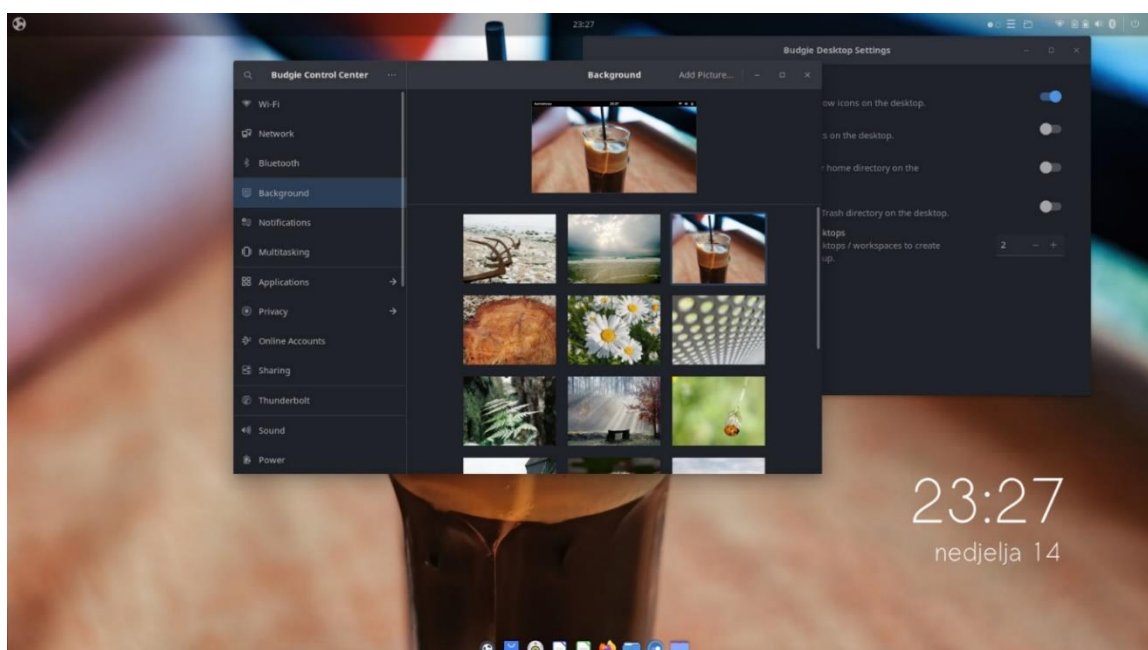 23:27
Budgie Desktop Settings
Budgie Control Center
Background
Add Picture...
Wi-Fi
Network
Bluetooth
Background
Notifications
Multitasking
Applications
Privacy
Online Accounts
Sharing
Thunderbolt
Sound
Power
ow icons on the desktop.
s on the desktop.
home directory on the
Trash directory on the desktop.
ktops
ktops / workspaces to create
up.
2
23:27
nedjelja 14